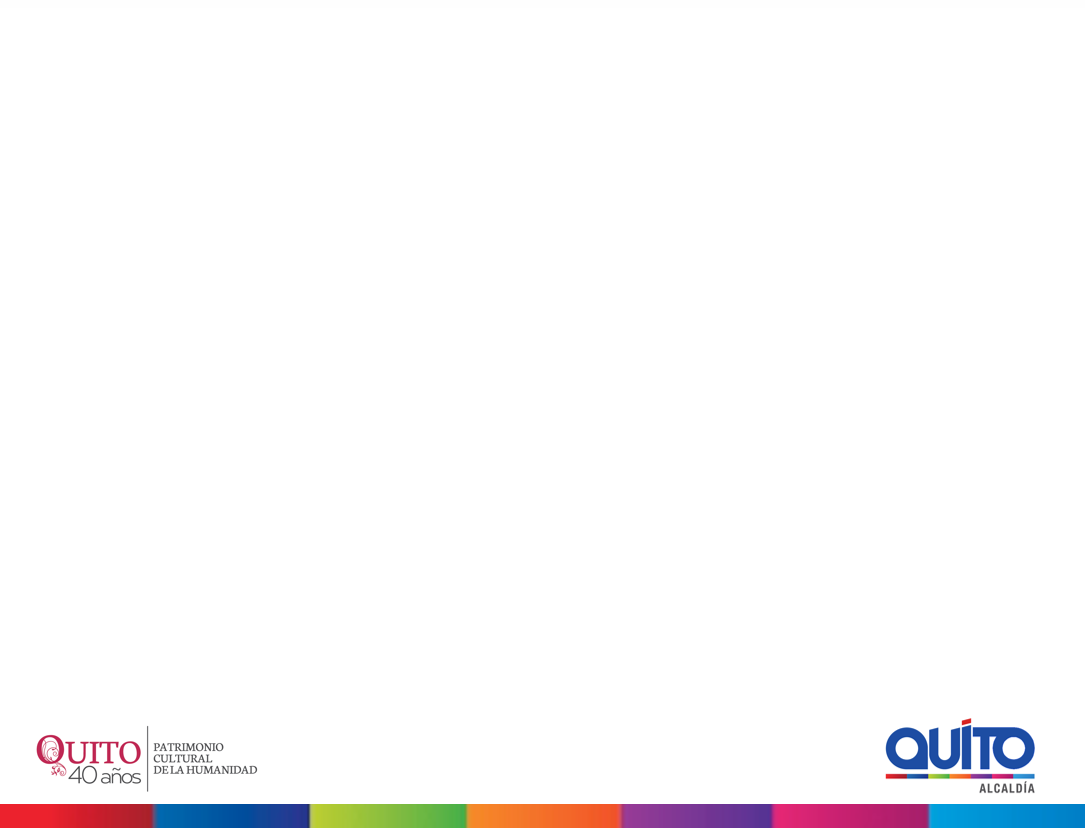 QUITO
40 años
PATRIMONIO
CULTURAL
DE LA HUMANIDAD
QUITO
ALCALDÍA